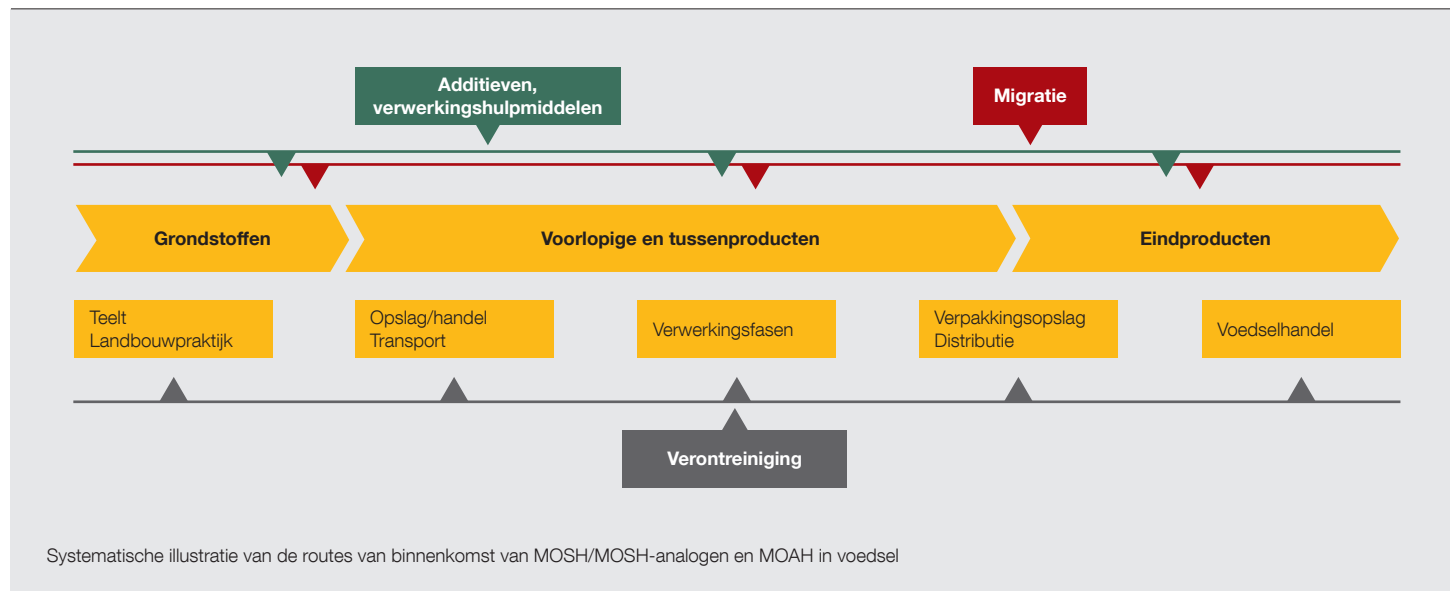 Additieven,
verwerkingshulpmiddelen
Migratie
Grondstoffen
Voorlopige en tussenproducten
Eindproducten
Teelt
Landbouwpraktijk
Opslag/handel
Transport
Verwerkingsfasen
Verpakkingsopslag
Distributie
Voedselhandel
Verontreiniging
Systematische illustratie van de routes van binnenkomst van MOSH/MOSH-analogen en MOAH in voedsel